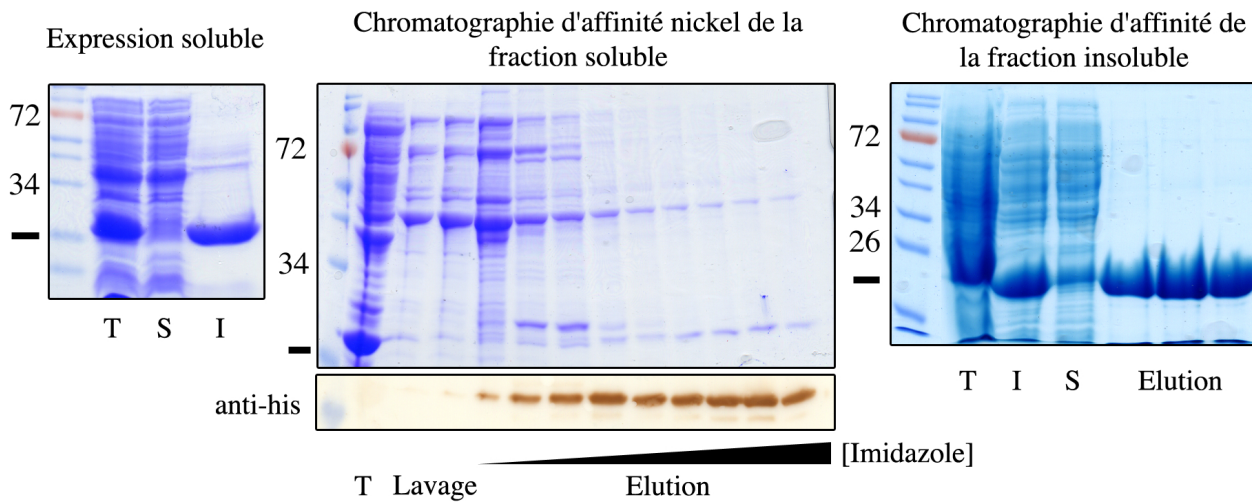 Expression soluble
72
34
T S I
Chromatographie d'affinité nickel de la
fraction soluble
72
34
anti-his
[Imidazole]
T Lavage Elution
Chromatographie d'affinité de
la fraction insoluble
72
34
26
T I S Elution